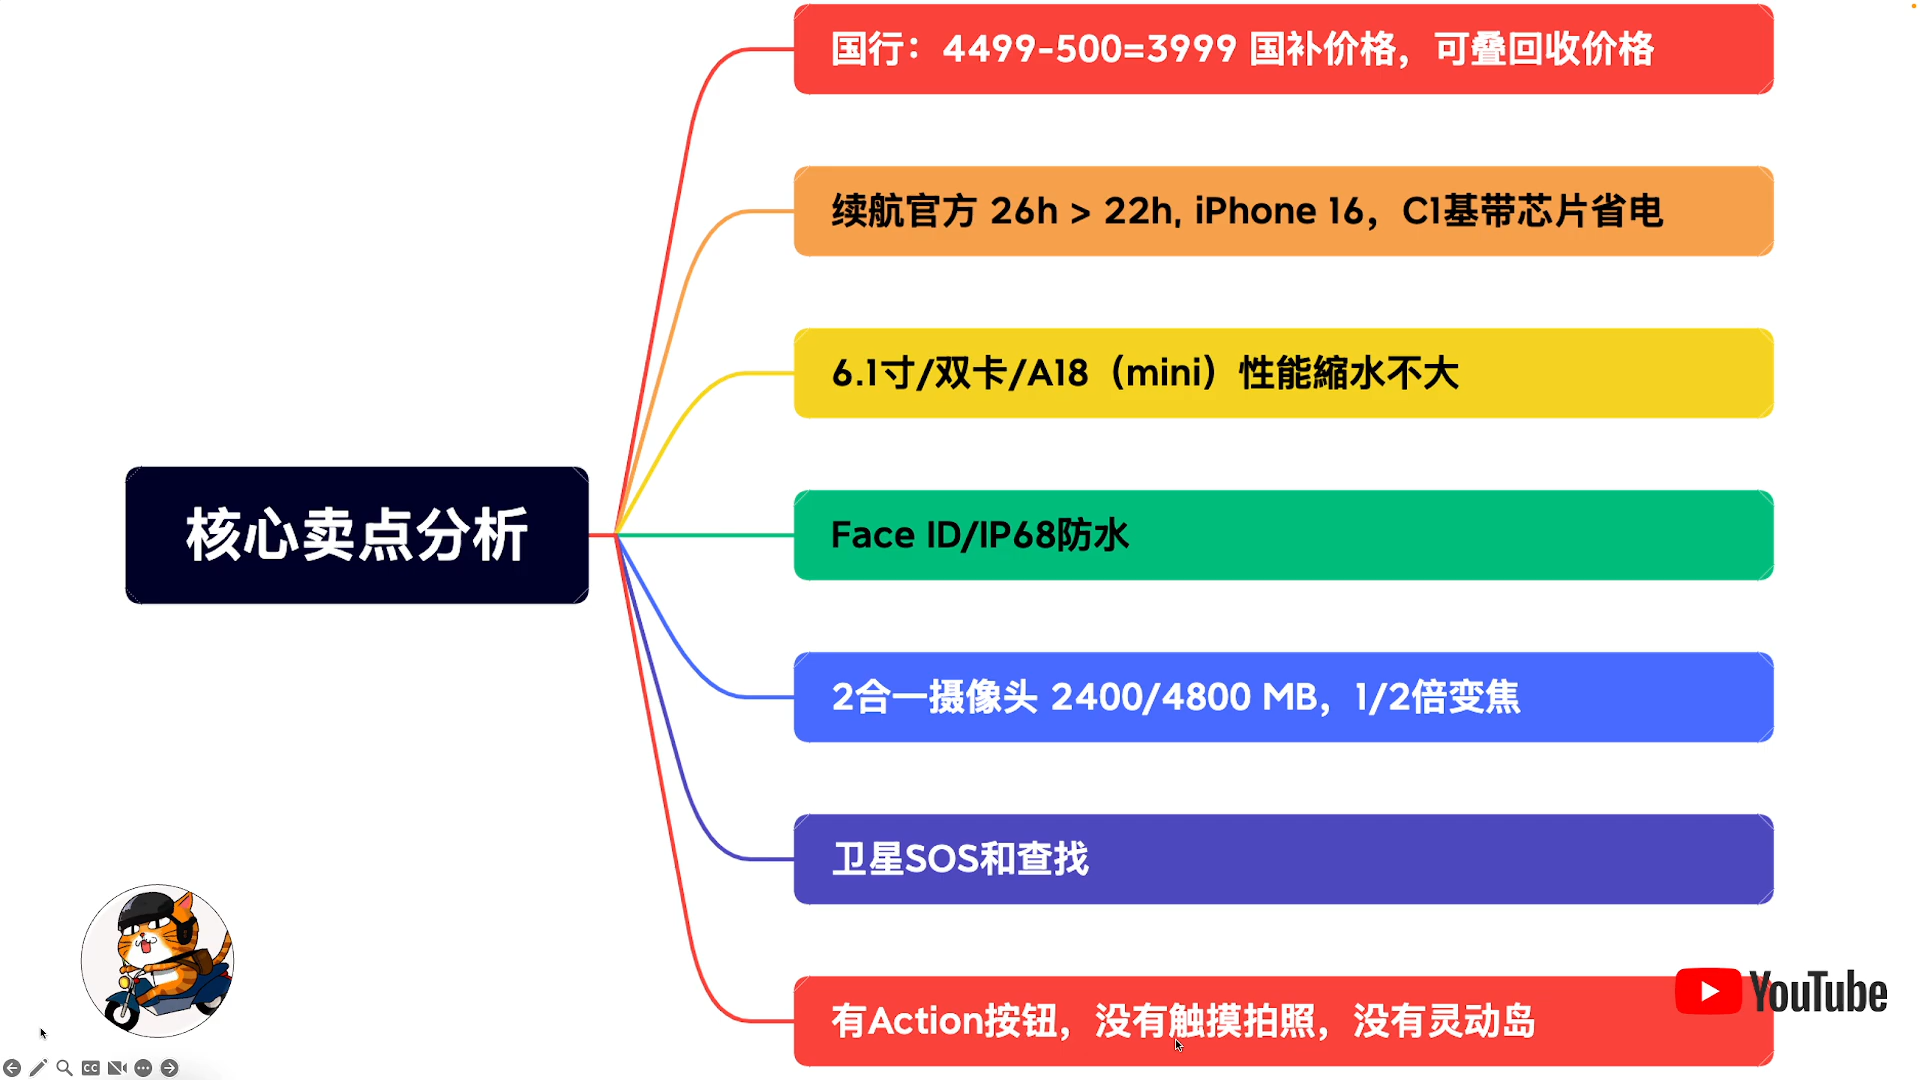 国行：4499-500=3999 国补价格，可叠回收价格
续航官方 26h > 22h, iPhone 16，C1基带芯片省电
6.1寸/双卡/A18（mini）性能縮水不大
核心卖点分析
Face ID/IP68防水
2合一摄像头 2400/4800 MB，1/2倍变焦
卫星SOS和查找
有Action按钮，没有触摸拍照，没有灵动岛
YouTube
CC